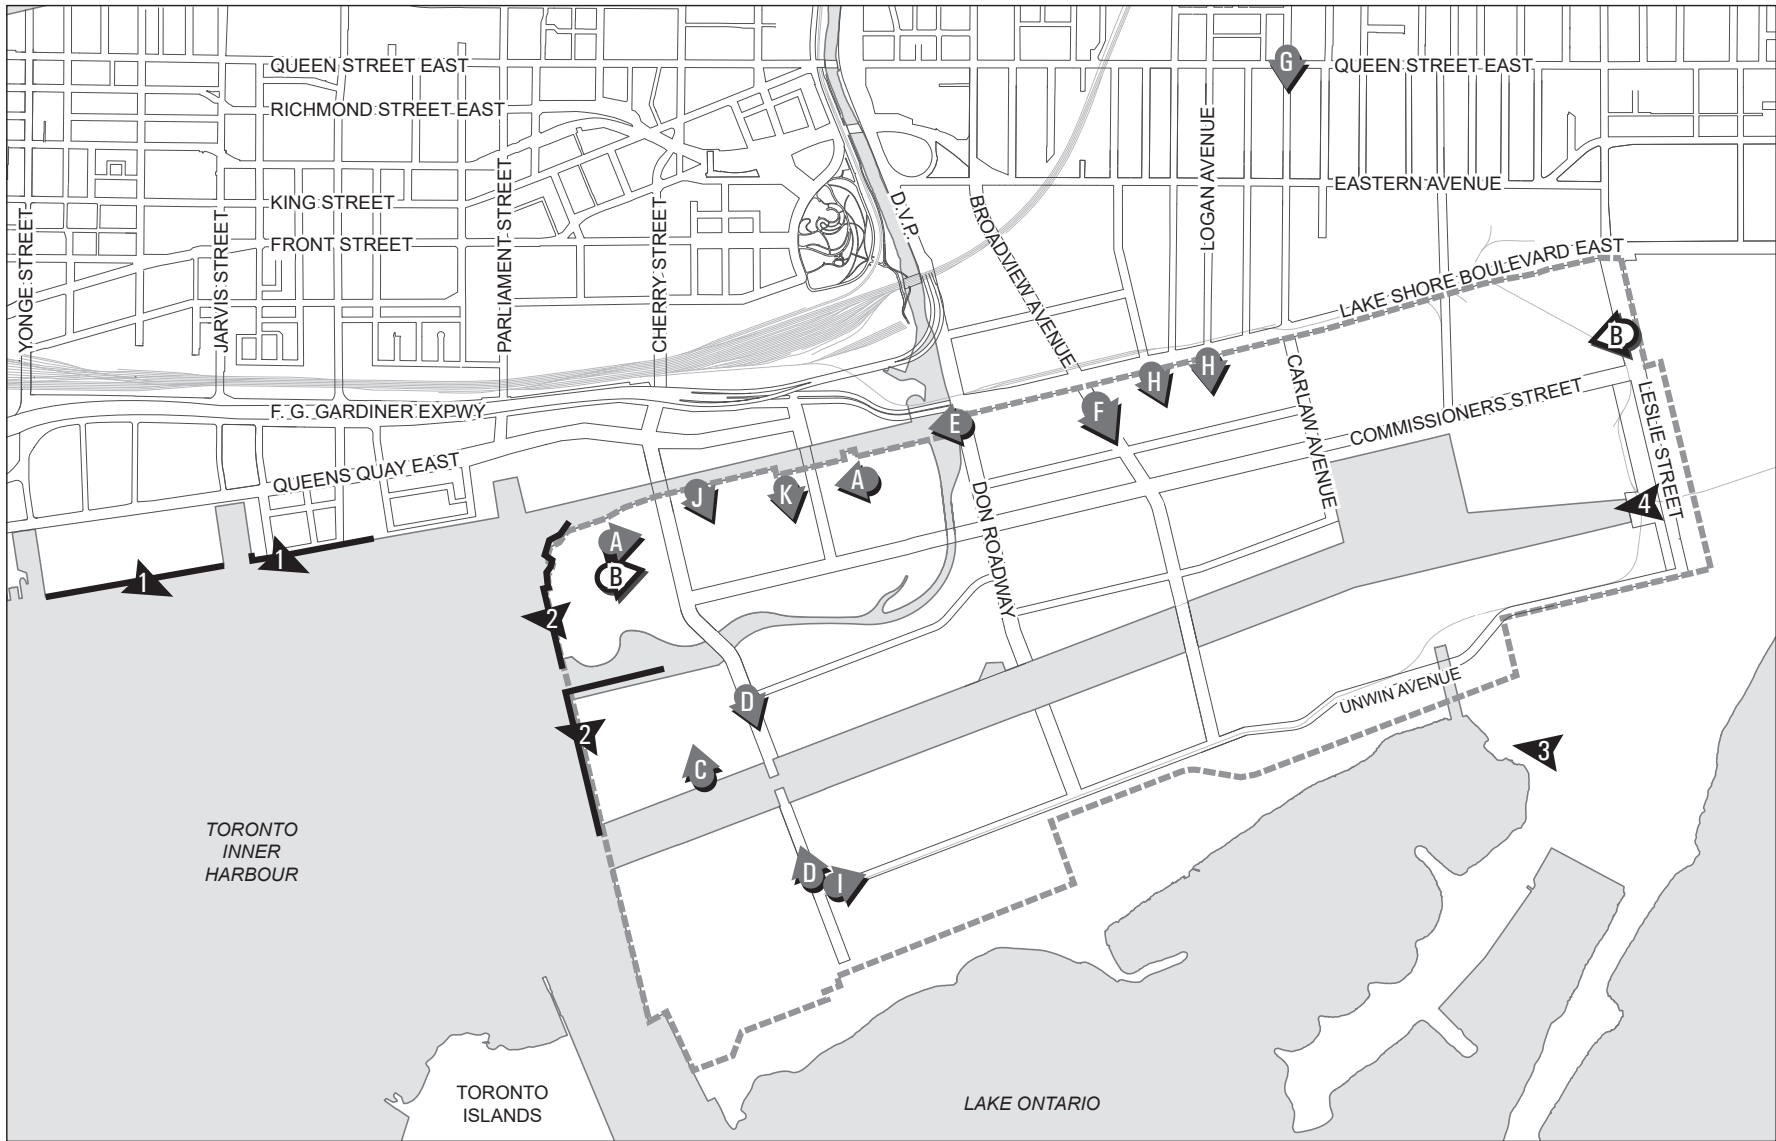 G
QUEEN STREET EAST
QUEEN STREET EAST
RICHMOND STREET EAST
LOGAN AVENUE
EASTERN AVENUE
KING STREET
FRONT STREET
YONGE STREET
JARVIS STREET
PARLIAMENT STREET
CHERRY STREET
D.V.P.
BROADVIEW AVENUE
LAKE SHORE BOULEVARD EAST
B
H
H
F
E
CARLAW AVENUE
COMMISSIONERS STREET
LESLIE STREET
F. G. GARDINER EXPWY
QUEENS QUAY EAST
J
K
A
DON ROADWAY
4
A
B
1
1
2
2
D
C
UNWIN AVENUE
3
D
I
TORONTO
INNER
HARBOUR
TORONTO
ISLANDS
LAKE ONTARIO